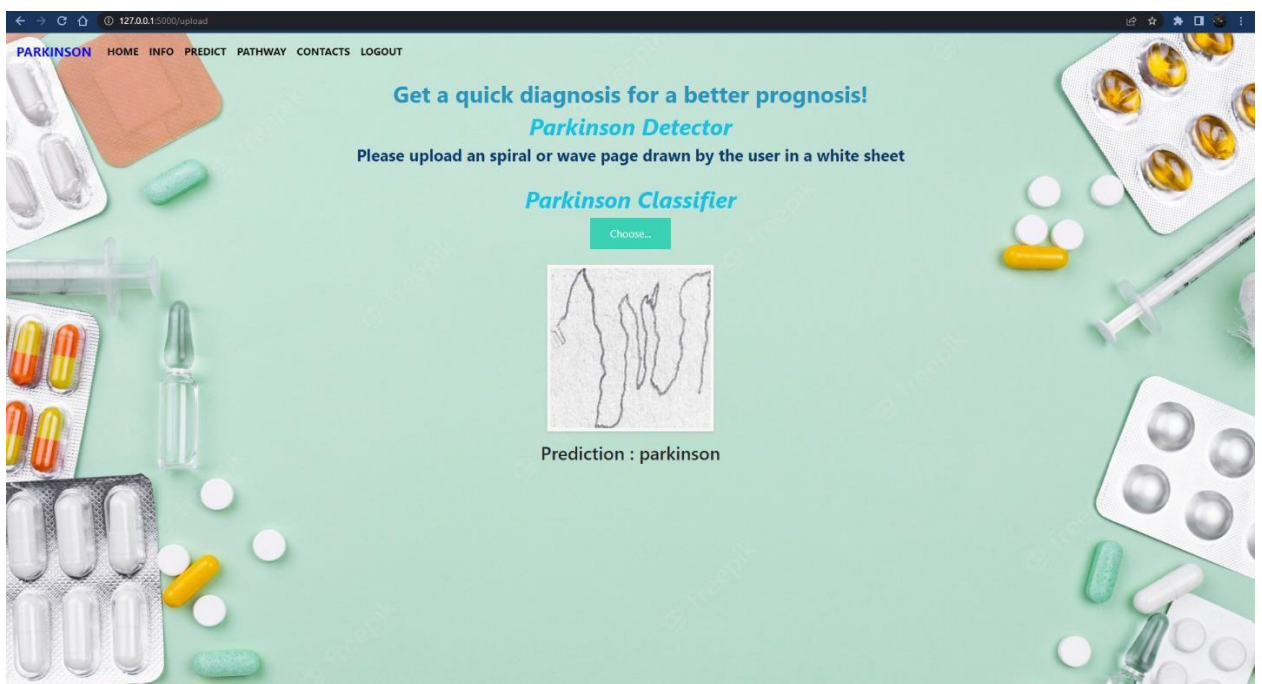 127.0.0.1:5000/upload
PARKINSON HOME INFO PREDICT PATHWAY CONTACTS LOGOUT
Get a quick diagnosis for a better prognosis!
Parkinson Detector
Please upload an spiral or wave page drawn by the user in a white sheet
Parkinson Classifier
Choose...
Prediction : parkinson